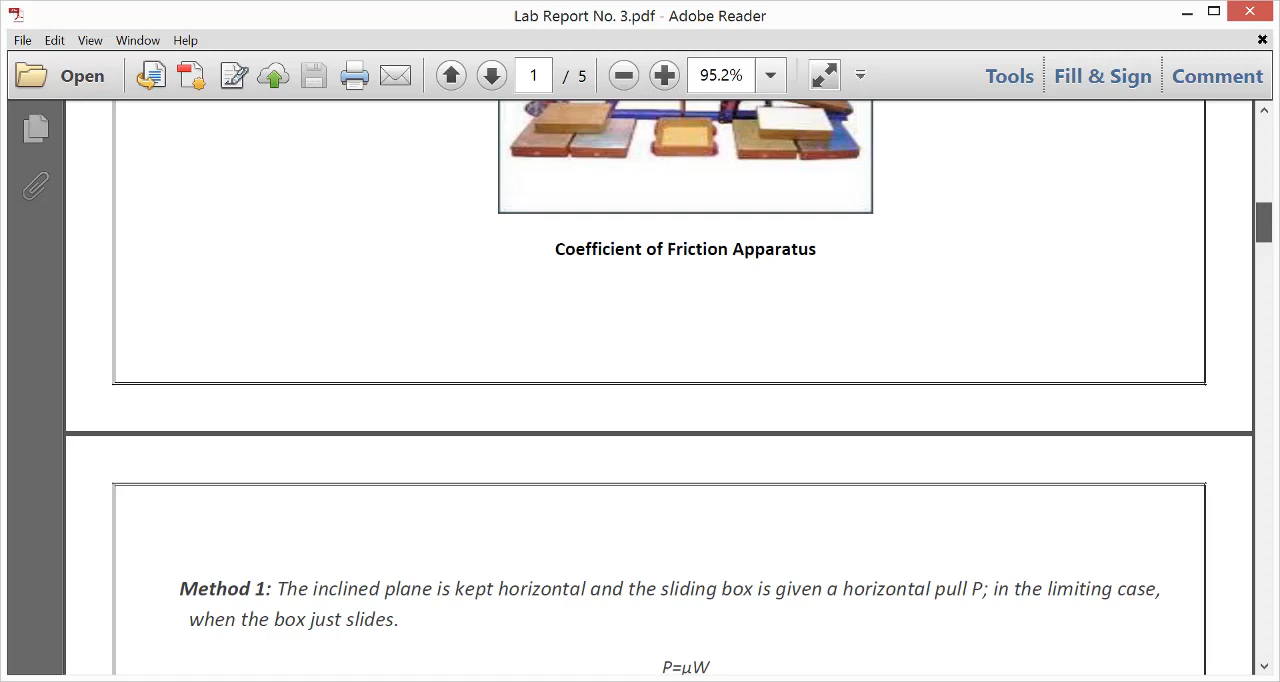 Lab Report No. 3.pdf - Adobe Reader
File Edit View Window Help
Open 1 / 5 95.2% Tools Fill & Sign Comment
Coefficient of Friction Apparatus
Method 1: The inclined plane is kept horizontal and the sliding box is given a horizontal pull P; in the limiting case,
when the box just slides.
P=μW